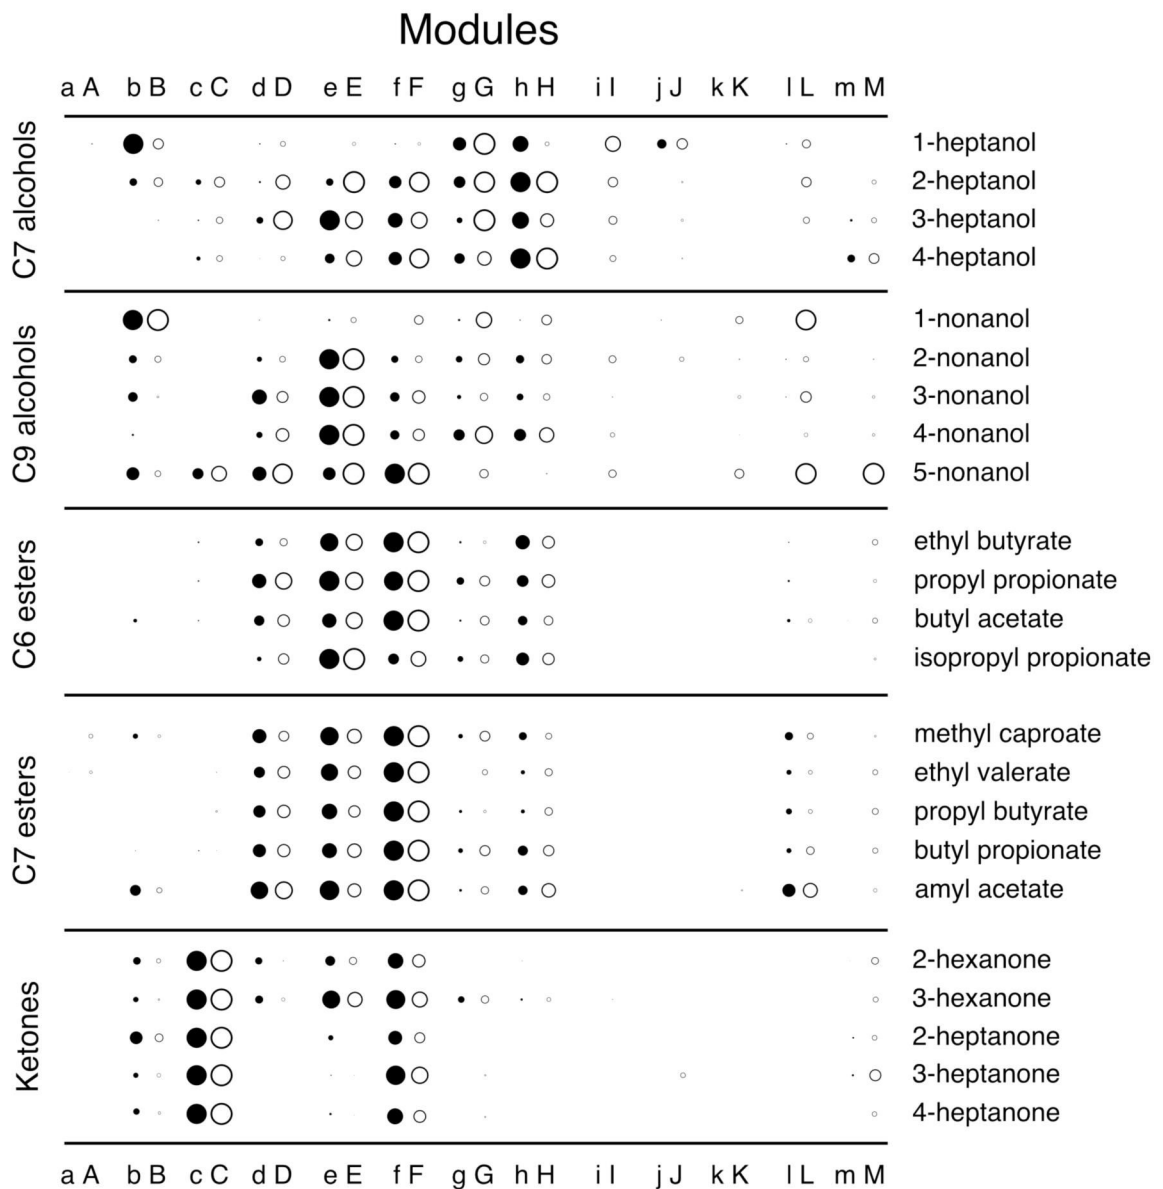 Modules
a A b B c C d D e E f F g G h H i I j J k K l L m M
C7 alcohols
1-heptanol
2-heptanol
3-heptanol
4-heptanol
C9 alcohols
1-nonanol
2-nonanol
3-nonanol
4-nonanol
5-nonanol
C6 esters
ethyl butyrate
propyl propionate
butyl acetate
isopropyl propionate
C7 esters
methyl caproate
ethyl valerate
propyl butyrate
butyl propionate
amyl acetate
Ketones
2-hexanone
3-hexanone
2-heptanone
3-heptanone
4-heptanone
a A b B c C d D e E f F g G h H i I j J k K l L m M